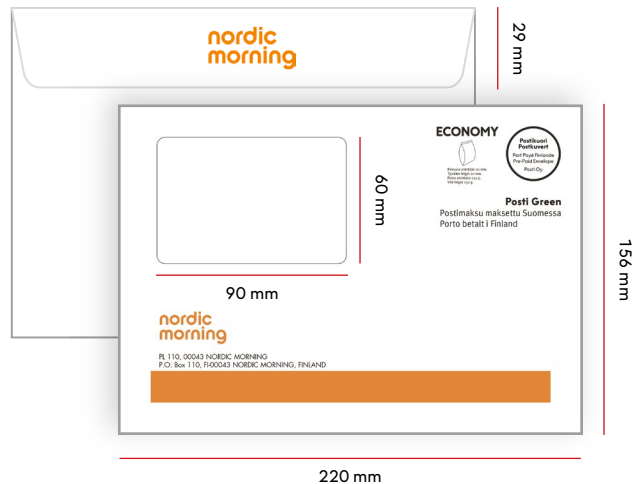 nordic
morning
29 mm
ECONOMY
Postikuori
Postkuvert
Port Payé Finlande
Pre-Paid Envelope
Posti Oy
Posti Green
Postimaksu maksettu Suomessa
Porto betalt i Finland
60 mm
90 mm
156 mm
nordic
morning
PL 110, 00043 NORDIC MORNING
P.O. Box 110, FI-00043 NORDIC MORNING, FINLAND
220 mm